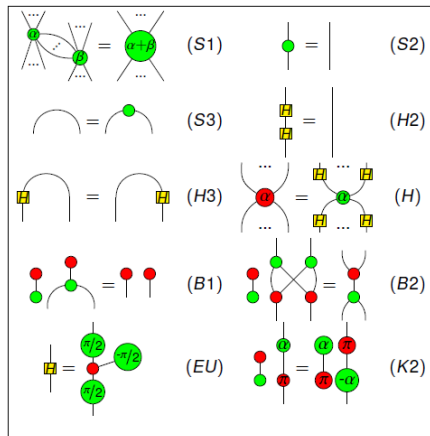 ... ... ...
α ... β = α+β (S1) = (S2)
... ... ...
= (S3) H H = (H2)
H = H (H3) ... α ... = H ... H α H ... H (H)
= (B1) = (B2)
H = π/2 -π/2 π/2 (EU) α π = α π π -α (K2)